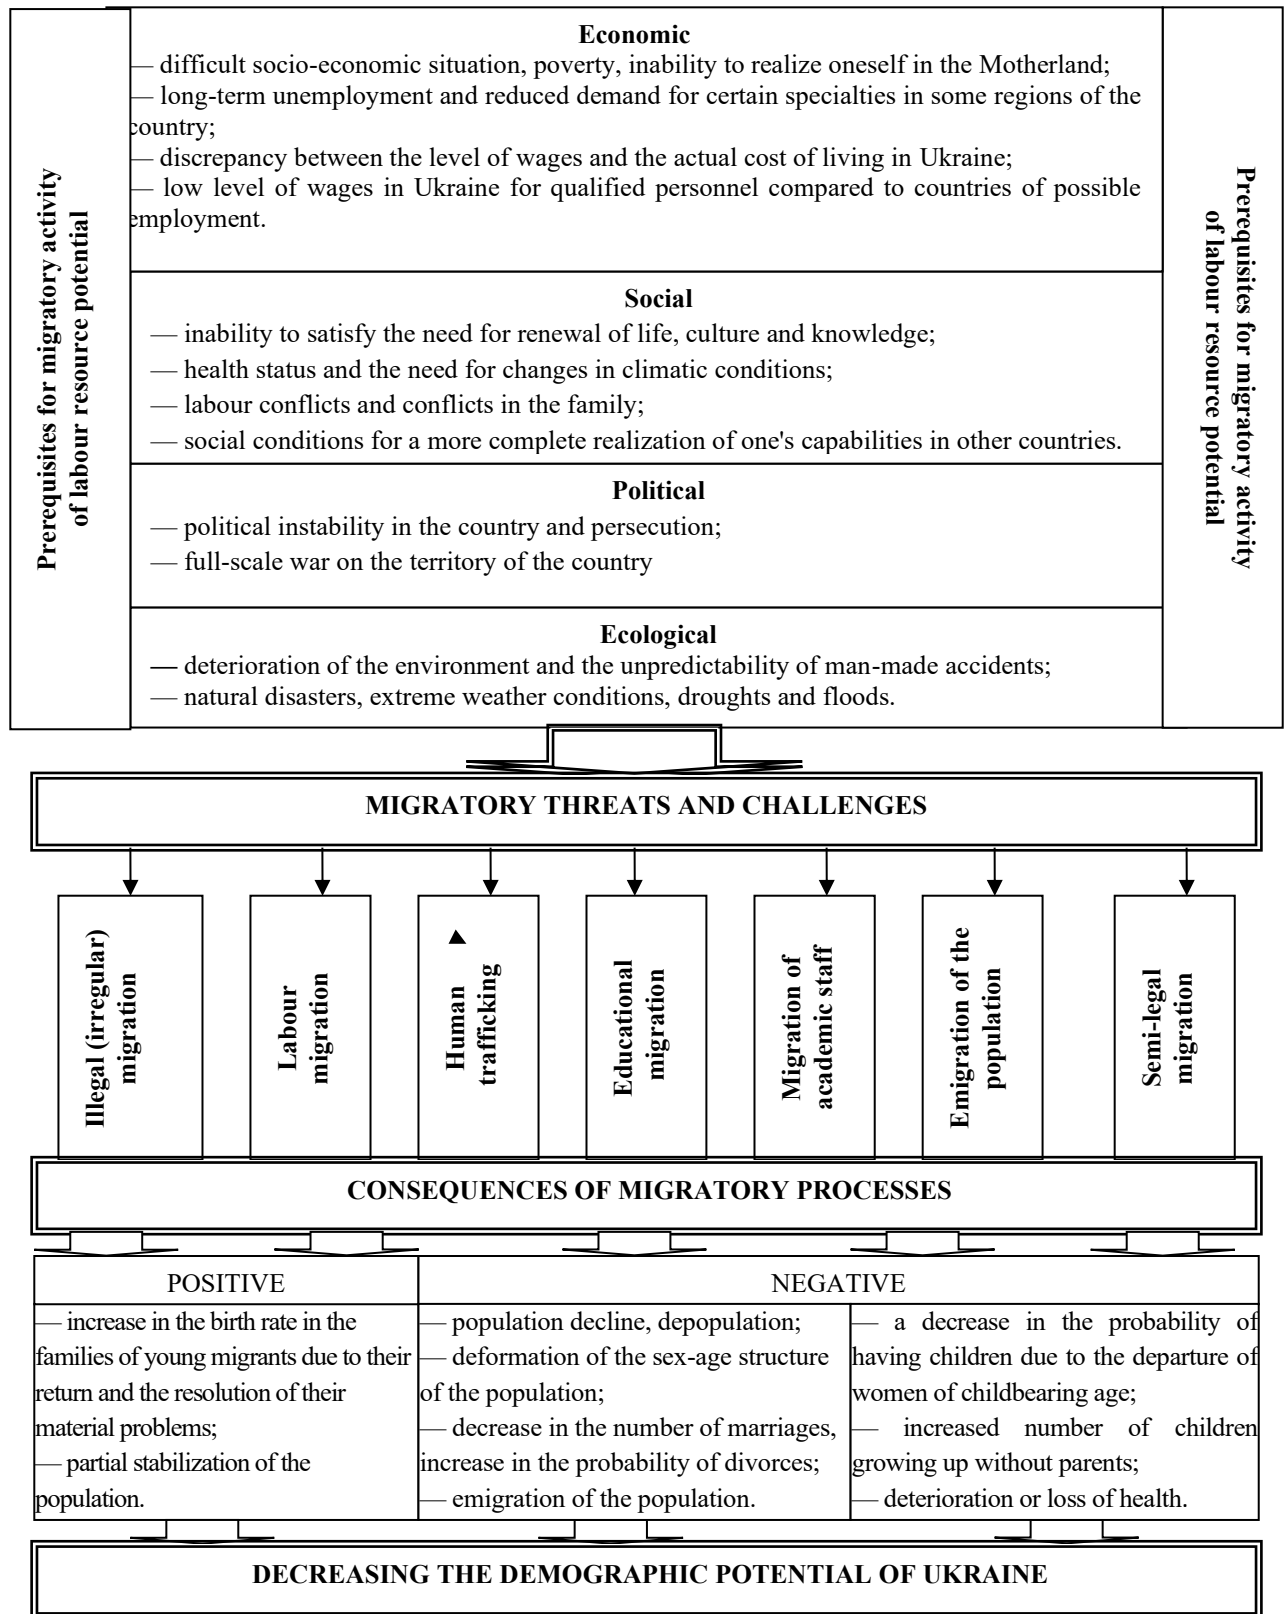 Prerequisites for migratory activity
of labour resource potential
Economic
— difficult socio-economic situation, poverty, inability to realize oneself in the Motherland;
— long-term unemployment and reduced demand for certain specialties in some regions of the
country;
— discrepancy between the level of wages and the actual cost of living in Ukraine;
— low level of wages in Ukraine for qualified personnel compared to countries of possible
employment.
Social
— inability to satisfy the need for renewal of life, culture and knowledge;
— health status and the need for changes in climatic conditions;
— labour conflicts and conflicts in the family;
— social conditions for a more complete realization of one's capabilities in other countries.
Political
— political instability in the country and persecution;
— full-scale war on the territory of the country
Ecological
— deterioration of the environment and the unpredictability of man-made accidents;
— natural disasters, extreme weather conditions, droughts and floods.
Prerequisites for migratory activity
of labour resource potential
MIGRATORY THREATS AND CHALLENGES
Illegal (irregular)
migration
Labour
migration
Human
trafficking
Educational
migration
Migration of
academic staff
Emigration of the
population
Semi-legal
migration
CONSEQUENCES OF MIGRATORY PROCESSES
POSITIVE
— increase in the birth rate in the
families of young migrants due to their
return and the resolution of their
material problems;
— partial stabilization of the
population.
NEGATIVE
— population decline, depopulation;
— deformation of the sex-age structure
of the population;
— decrease in the number of marriages,
increase in the probability of divorces;
— emigration of the population.
— a decrease in the probability of
having children due to the departure of
women of childbearing age;
— increased number of children
growing up without parents;
— deterioration or loss of health.
DECREASING THE DEMOGRAPHIC POTENTIAL OF UKRAINE